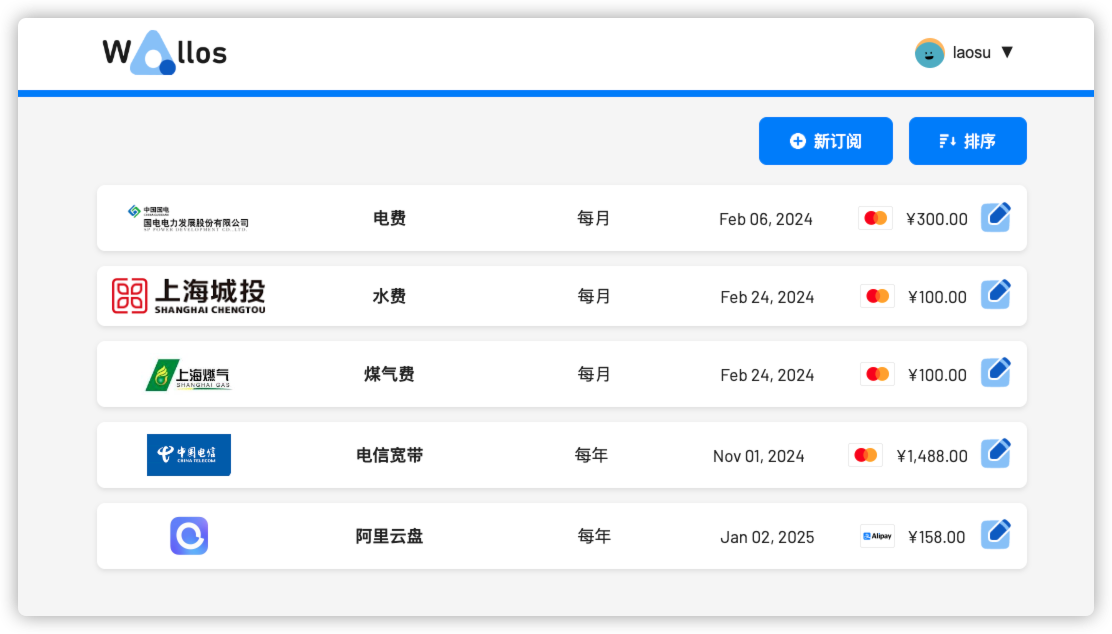 Wallos
laosu ▼
新订阅
排序
中国国电
国电电力发展股份有限公司
SP POWER DEVELOPMENT CO.,LTD.
电费
每月
Feb 06, 2024
¥300.00
上海城投
SHANGHAI CHENGTOU
水费
每月
Feb 24, 2024
¥100.00
上海燃气
SHANGHAI GAS
煤气费
每月
Feb 24, 2024
¥100.00
中国电信
CHINA TELECOM
电信宽带
每年
Nov 01, 2024
¥1,488.00
阿里云盘
每年
Jan 02, 2025
Alipay
¥158.00